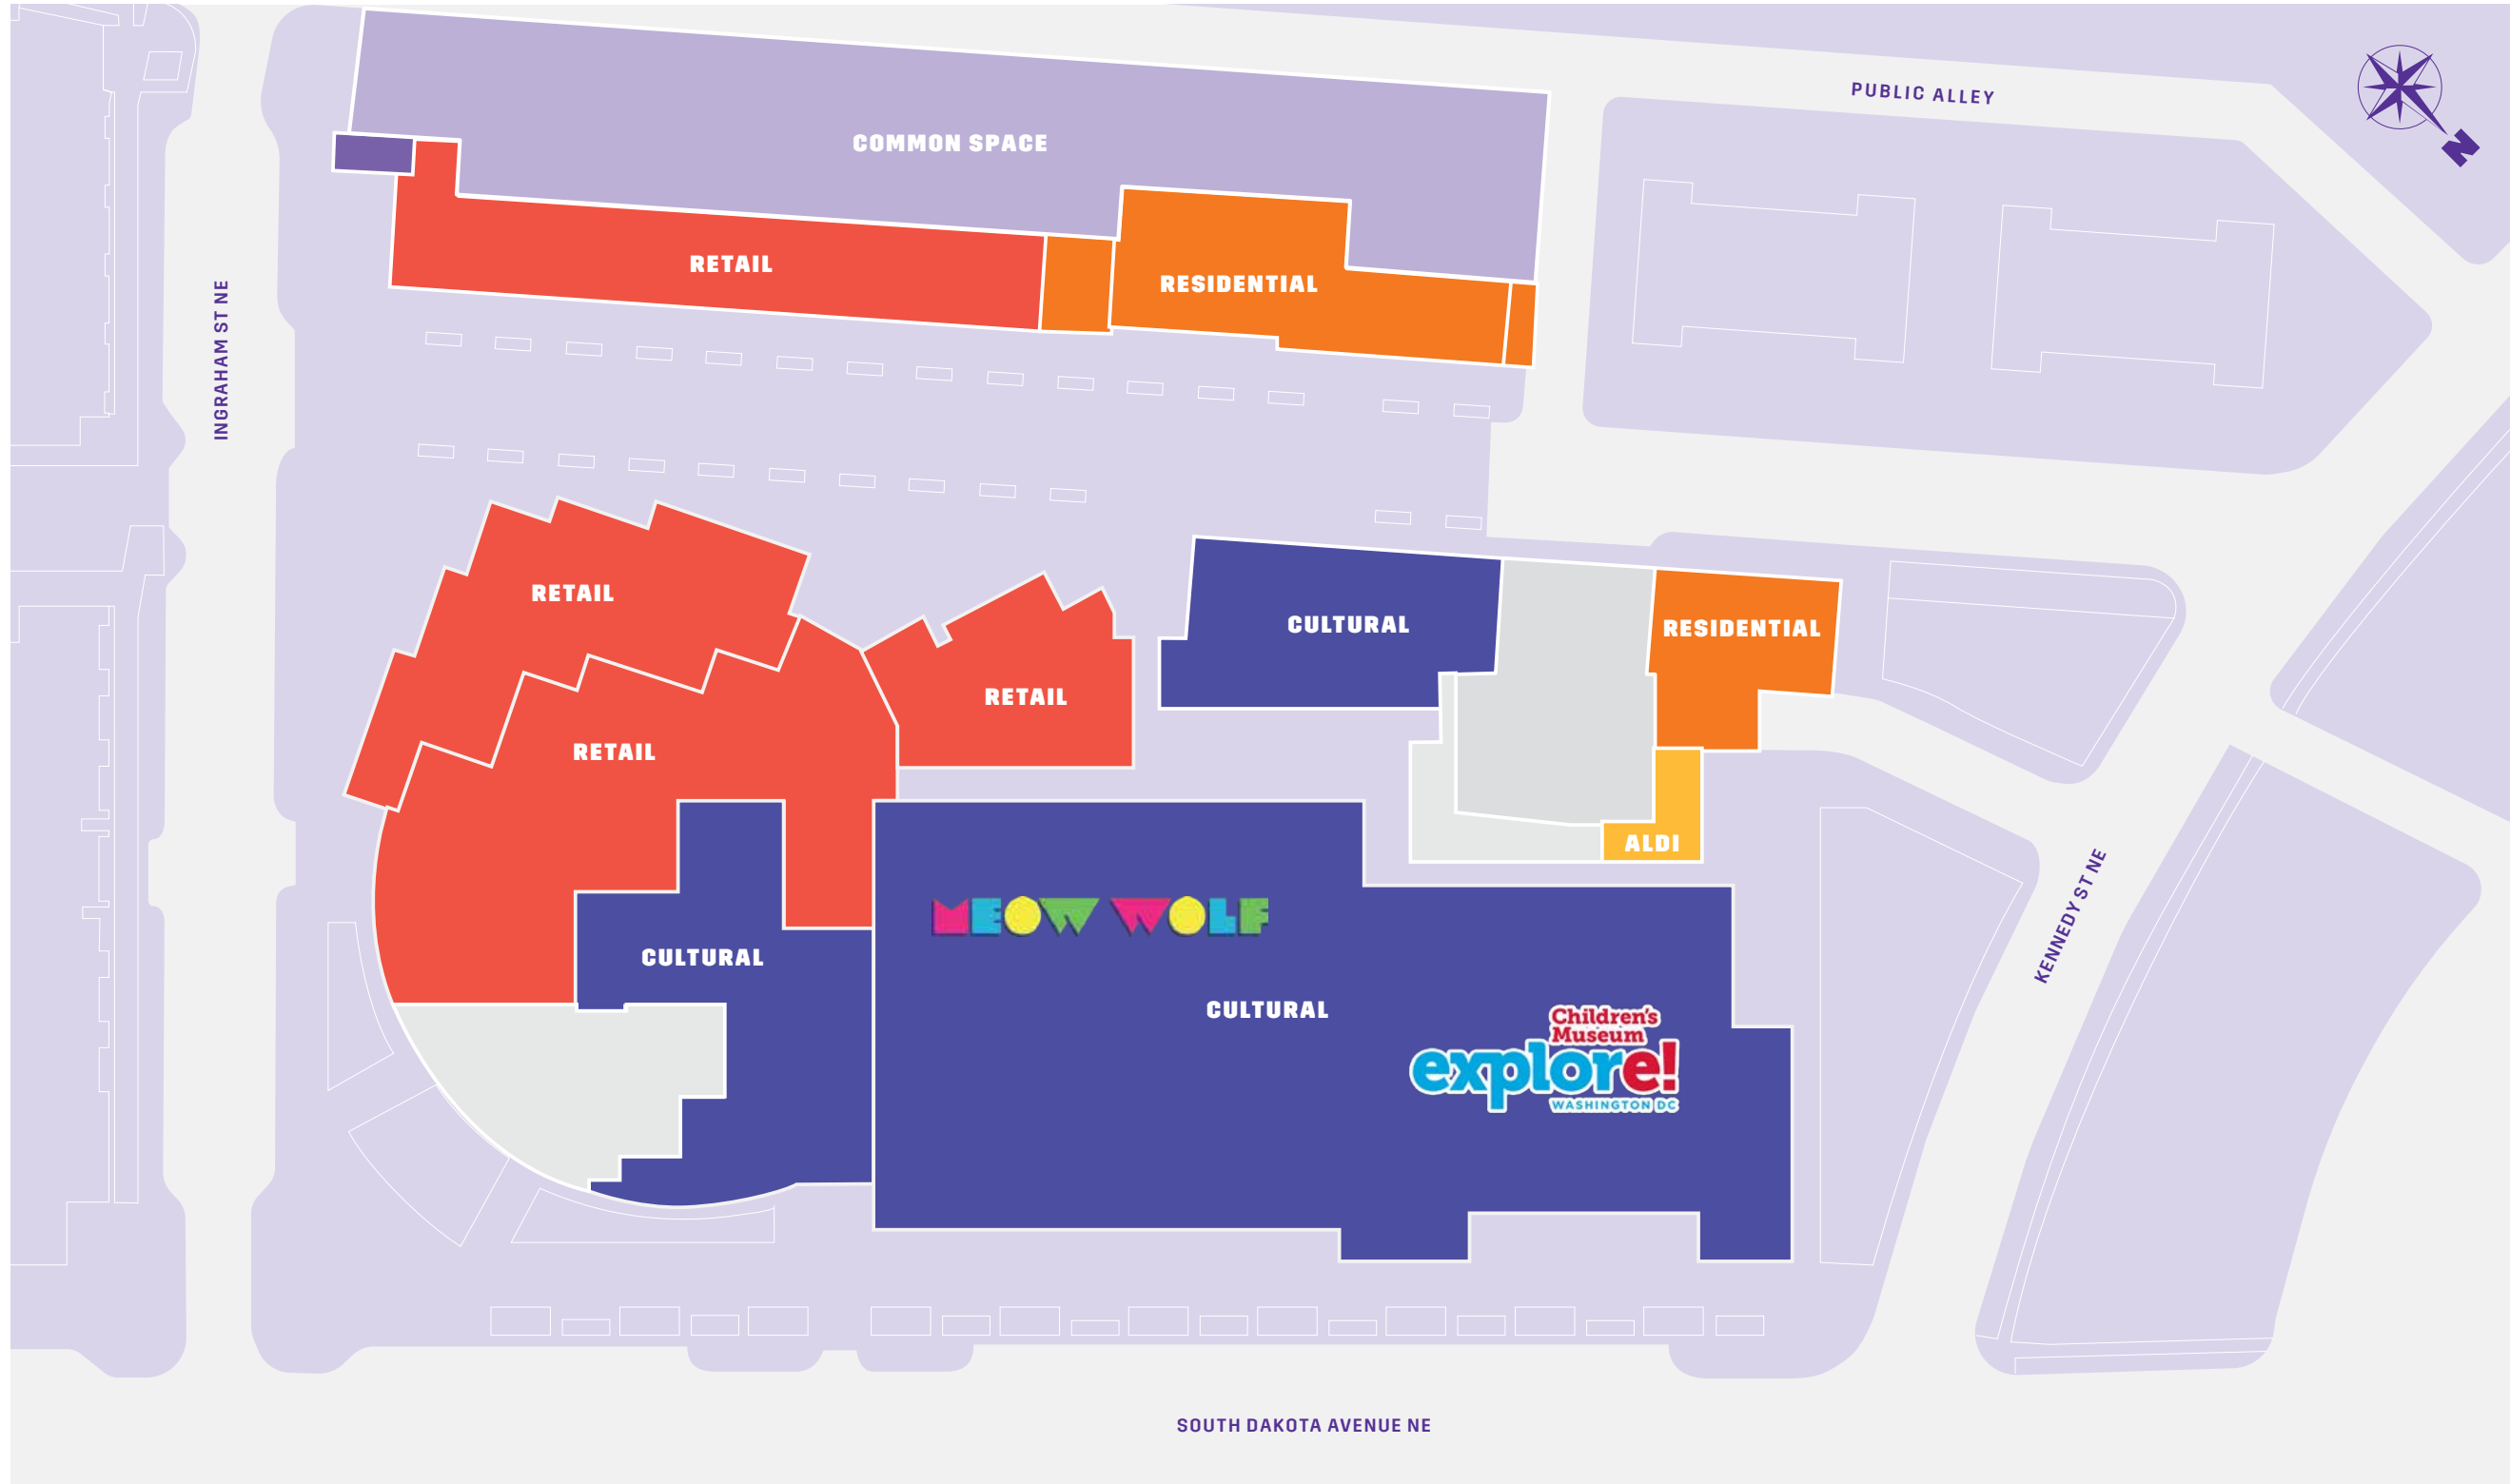 PUBLIC ALLEY
N
COMMON SPACE
RETAIL
RESIDENTIAL
INGRAHAM ST NE
RETAIL
CULTURAL
RESIDENTIAL
RETAIL
RETAIL
ALDI
MEOW WOLF
CULTURAL
CULTURAL
Children's
Museum
explore!
WASHINGTON DC
KENNEDY ST NE
SOUTH DAKOTA AVENUE NE